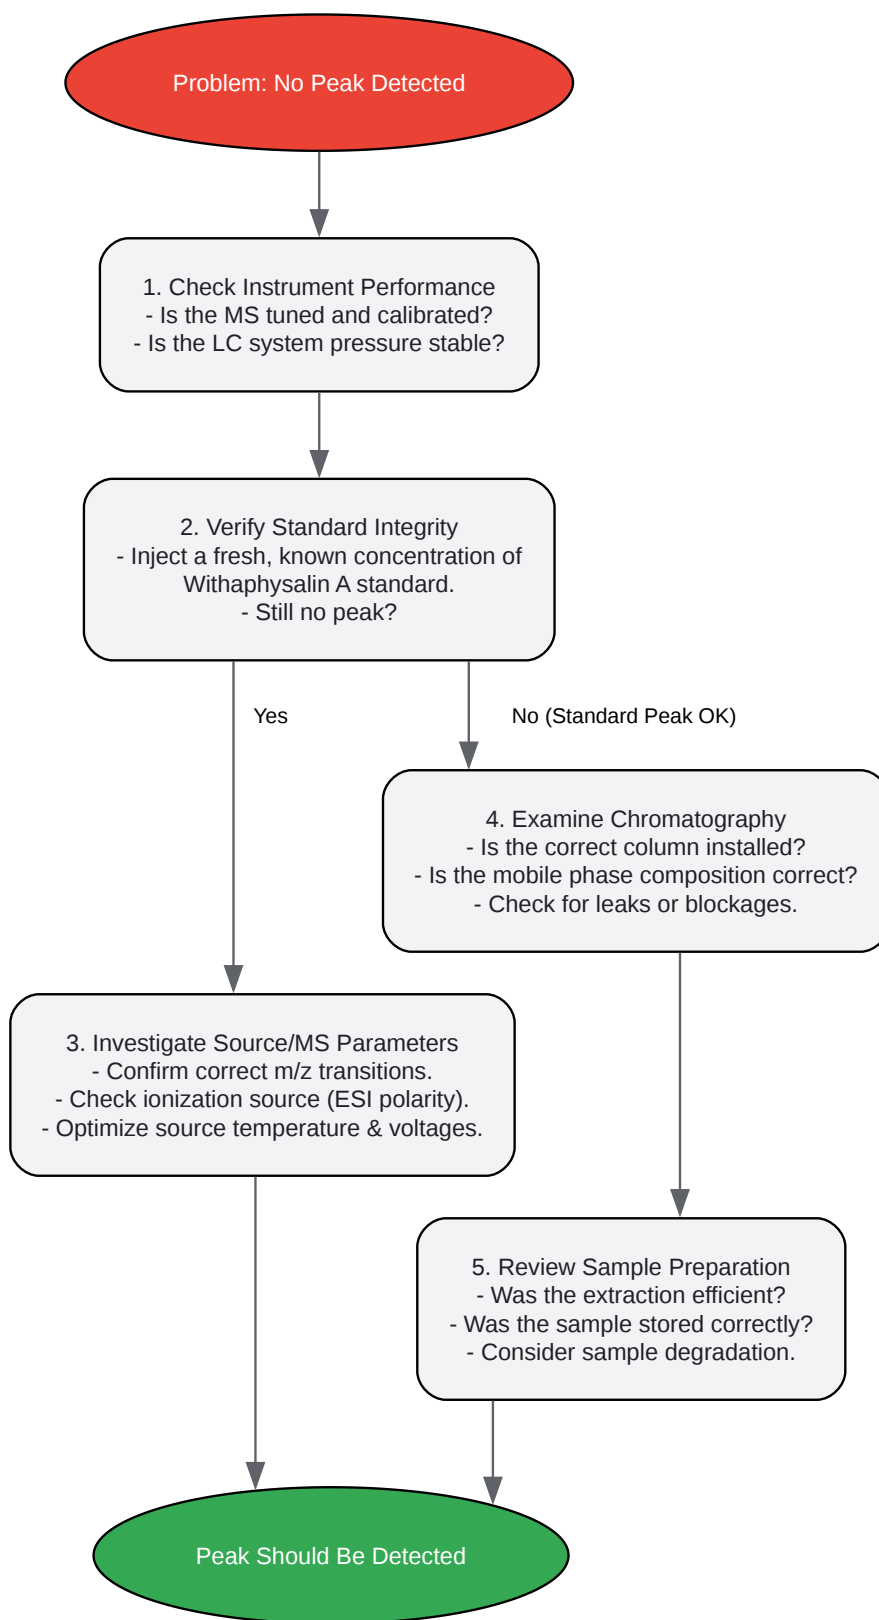 Problem: No Peak Detected
1. Check Instrument Performance
- Is the MS tuned and calibrated?
- Is the LC system pressure stable?
2. Verify Standard Integrity
- Inject a fresh, known concentration of
Withaphysalin A standard.
- Still no peak?
Yes
No (Standard Peak OK)
4. Examine Chromatography
- Is the correct column installed?
- Is the mobile phase composition correct?
- Check for leaks or blockages.
3. Investigate Source/MS Parameters
- Confirm correct m/z transitions.
- Check ionization source (ESI polarity).
- Optimize source temperature & voltages.
5. Review Sample Preparation
- Was the extraction efficient?
- Was the sample stored correctly?
- Consider sample degradation.
Peak Should Be Detected